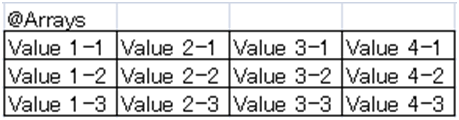 @Arrays
Value 1-1 Value 2-1 Value 3-1 Value 4-1
Value 1-2 Value 2-2 Value 3-2 Value 4-2
Value 1-3 Value 2-3 Value 3-3 Value 4-3